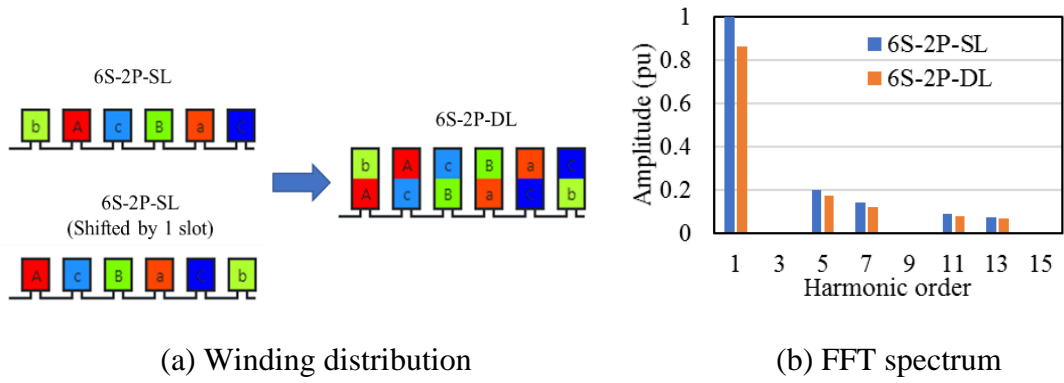 6S-2P-SL
b A c B a C
6S-2P-SL
(Shifted by 1 slot)
A c B a C b
6S-2P-DL
b A c B a C
A c B a C b
Amplitude (pu)
1
0.8
0.6
0.4
0.2
0
6S-2P-SL
6S-2P-DL
1 3 5 7 9 11 13 15
Harmonic order
(a) Winding distribution
(b) FFT spectrum